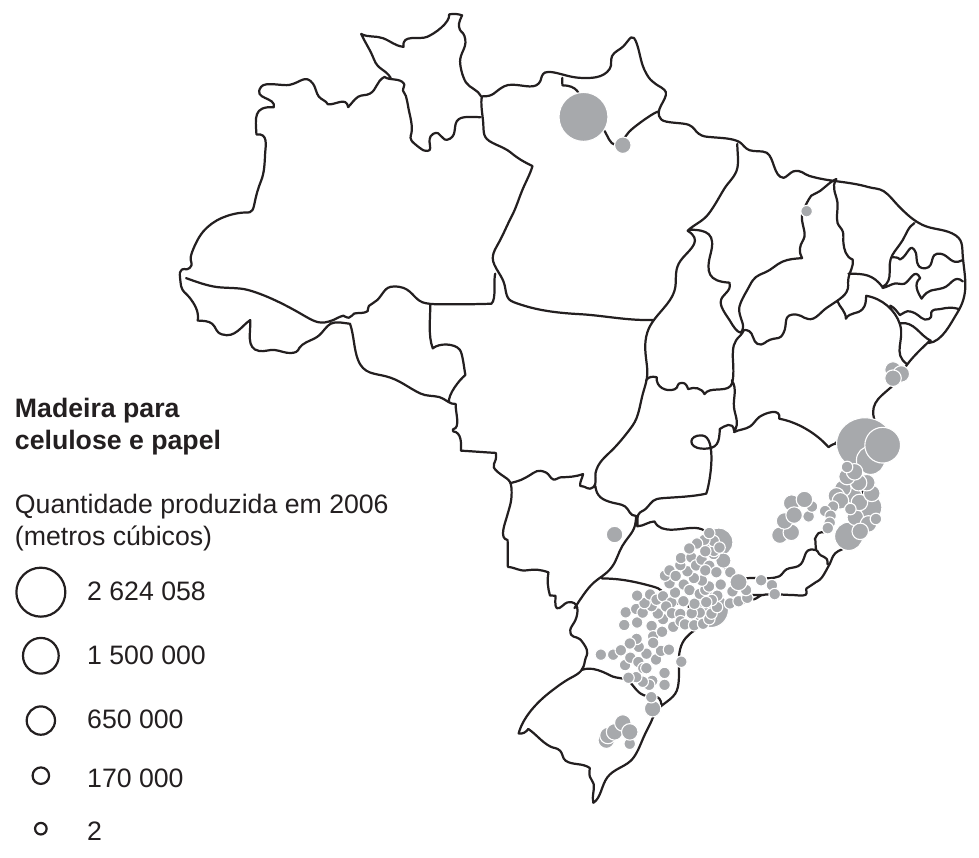 Madeira para
celulose e papel
Quantidade produzida em 2006
(metros cúbicos)
2 624 058
1 500 000
650 000
170 000
2